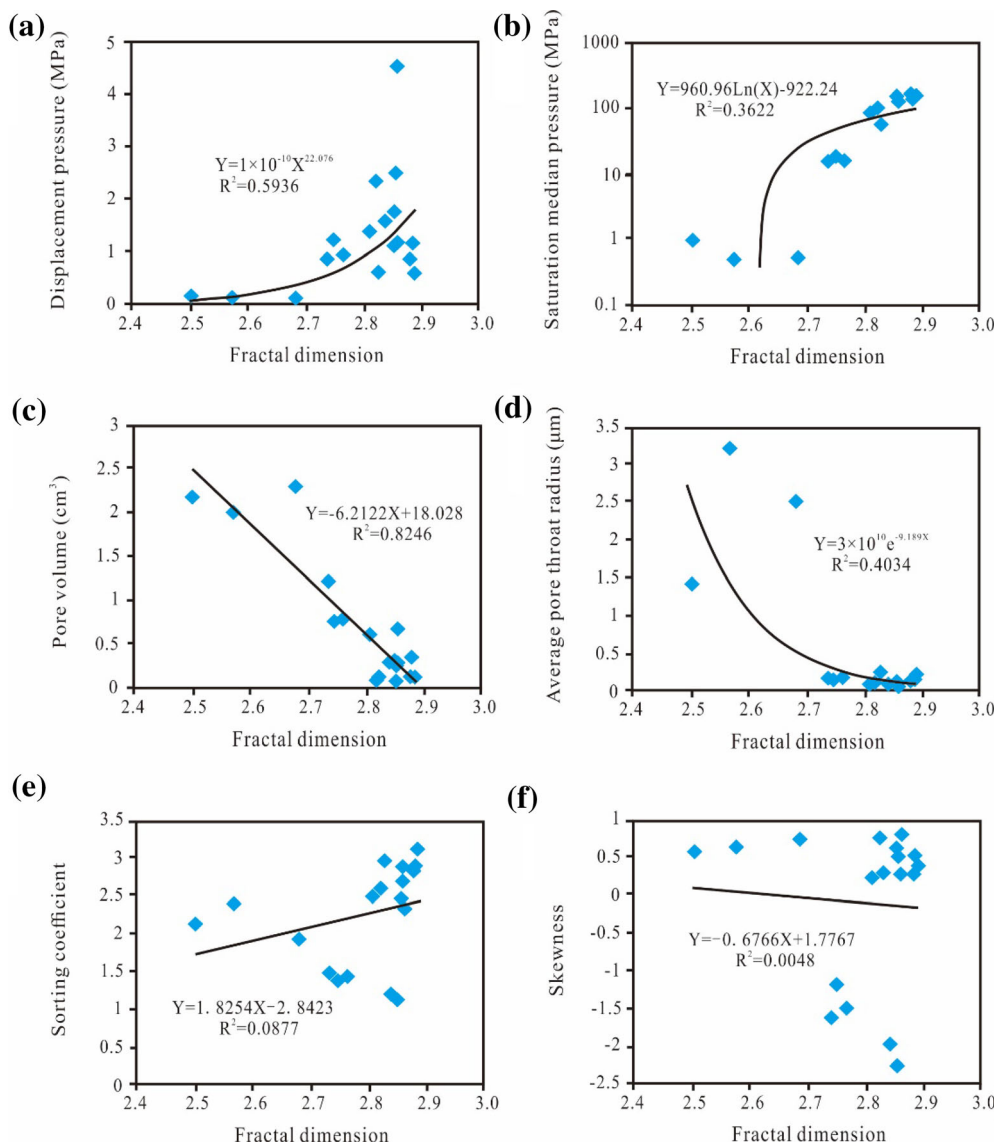 (a)
Displacement pressure (MPa)
5
4
3
2
1
0
Y=1×10⁻¹⁰X²²·⁰⁷⁶
R²=0.5936
2.4 2.5 2.6 2.7 2.8 2.9 3.0
Fractal dimension
(b)
Saturation median pressure (MPa)
1000
100
10
1
0.1
Y=960.96Ln(X)-922.24
R²=0.3622
2.4 2.5 2.6 2.7 2.8 2.9 3.0
Fractal dimension
(c)
Pore volume (cm³)
3
2.5
2
1.5
1
0.5
0
Y=-6.2122X+18.028
R²=0.8246
2.4 2.5 2.6 2.7 2.8 2.9 3.0
Fractal dimension
(d)
Average pore throat radius (μm)
3.5
3
2.5
2
1.5
1
0.5
0
Y=3×10¹⁰e⁻⁹·¹⁸⁹ˣ
R²=0.4034
2.4 2.5 2.6 2.7 2.8 2.9 3.0
Fractal dimension
(e)
Sorting coefficient
3.5
3
2.5
2
1.5
1
0.5
0
Y=1. 8254X−2. 8423
R²=0.0877
2.4 2.5 2.6 2.7 2.8 2.9 3.0
Fractal dimension
(f)
Skewness
1
0.5
0
-0.5
-1
-1.5
-2
-2.5
Y=−0. 6766X+1.7767
R²=0.0048
2.4 2.5 2.6 2.7 2.8 2.9 3.0
Fractal dimension